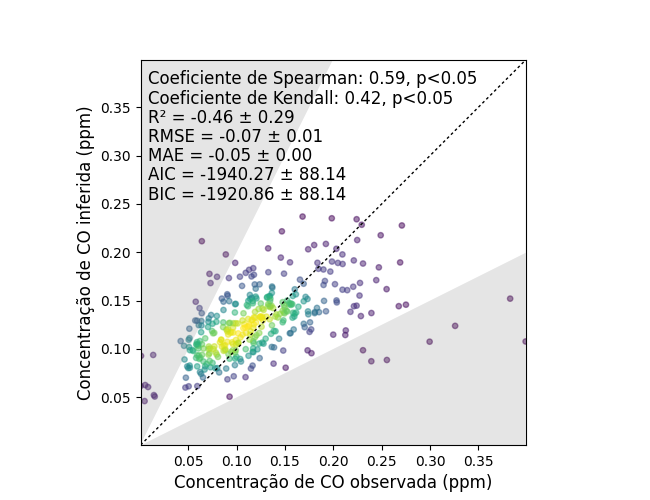 Coeficiente de Spearman: 0.59, p<0.05
Coeficiente de Kendall: 0.42, p<0.05
R² = -0.46 ± 0.29
RMSE = -0.07 ± 0.01
MAE = -0.05 ± 0.00
AIC = -1940.27 ± 88.14
BIC = -1920.86 ± 88.14
Concentração de CO inferida (ppm)
0.35
0.30
0.25
0.20
0.15
0.10
0.05
0.05 0.10 0.15 0.20 0.25 0.30 0.35
Concentração de CO observada (ppm)